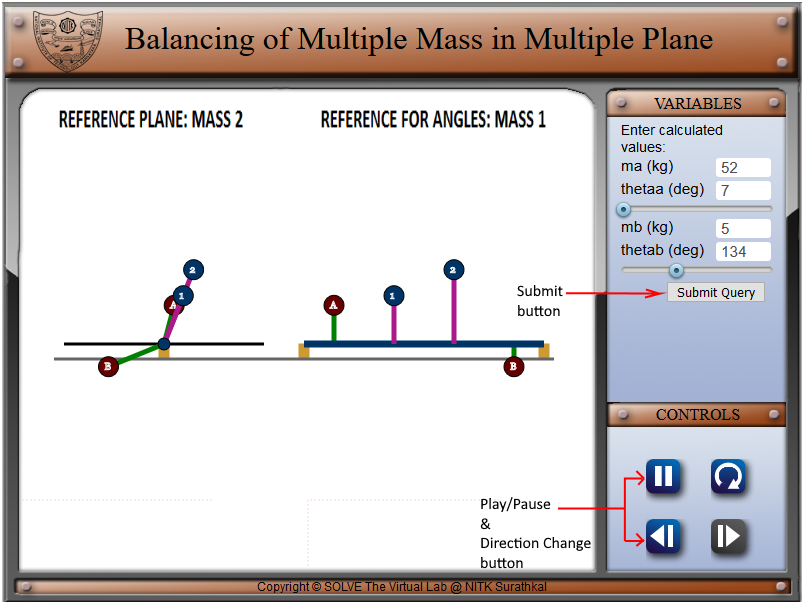 NITK
Balancing of Multiple Mass in Multiple Plane
REFERENCE PLANE: MASS 2
REFERENCE FOR ANGLES: MASS 1
VARIABLES
Enter calculated
values:
ma (kg) 52
thetaa (deg) 7
mb (kg) 5
thetab (deg) 134
Submit Query
Submit
button
2
1
A
B
A
1
2
B
CONTROLS
Play/Pause
&
Direction Change
button
Copyright © SOLVE The Virtual Lab @ NITK Surathkal